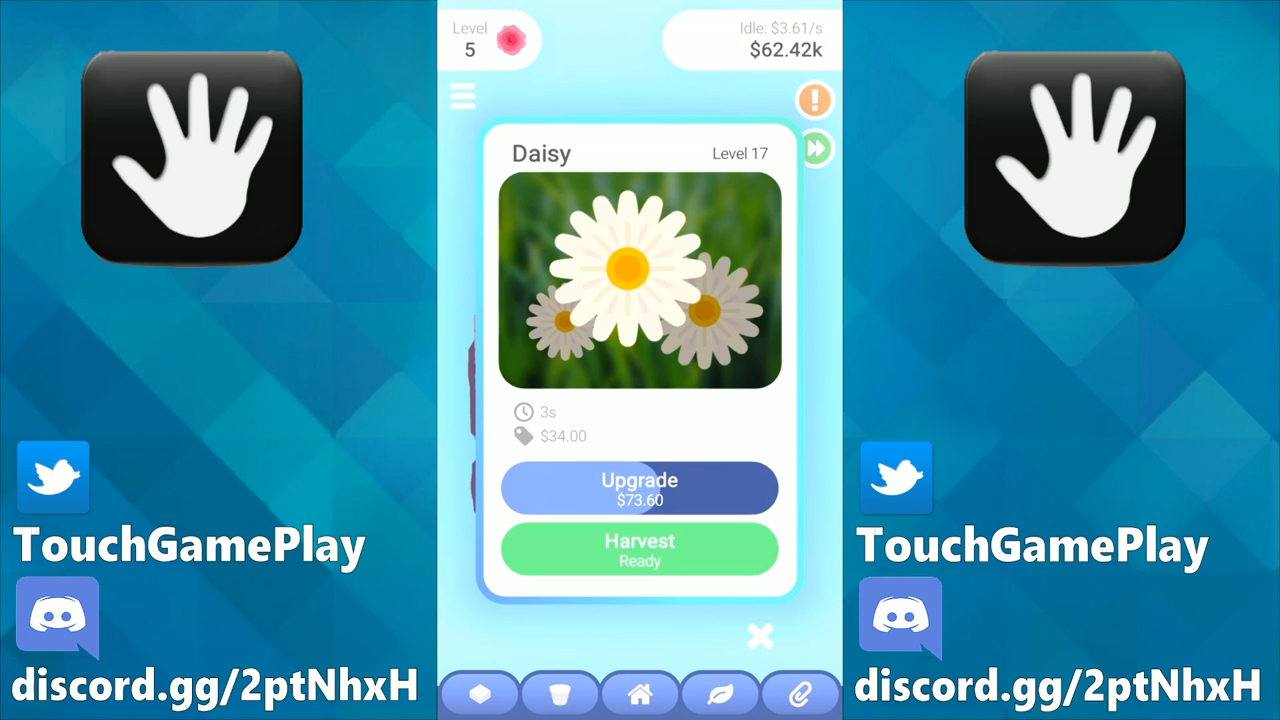 Level
5
Idle: $3.61/s
$62.42k
Daisy
Level 17
3s
$34.00
Upgrade
$73.60
Harvest
Ready
TouchGamePlay
discord.gg/2ptNhxH
TouchGamePlay
discord.gg/2ptNhxH